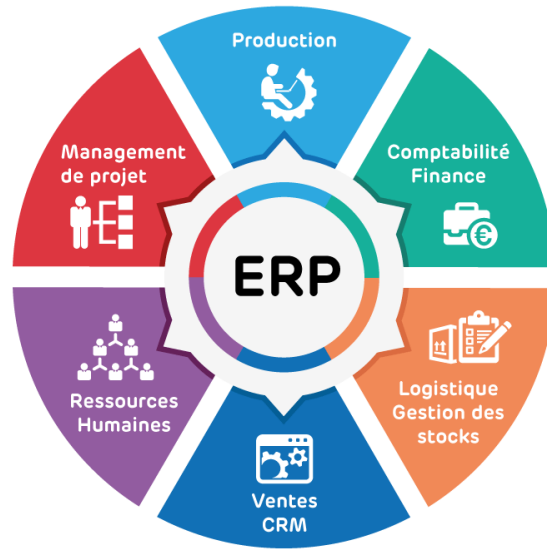 Production
Comptabilité
Finance
Logistique
Gestion des
stocks
Ventes
CRM
Ressources
Humaines
Management
de projet
ERP
€